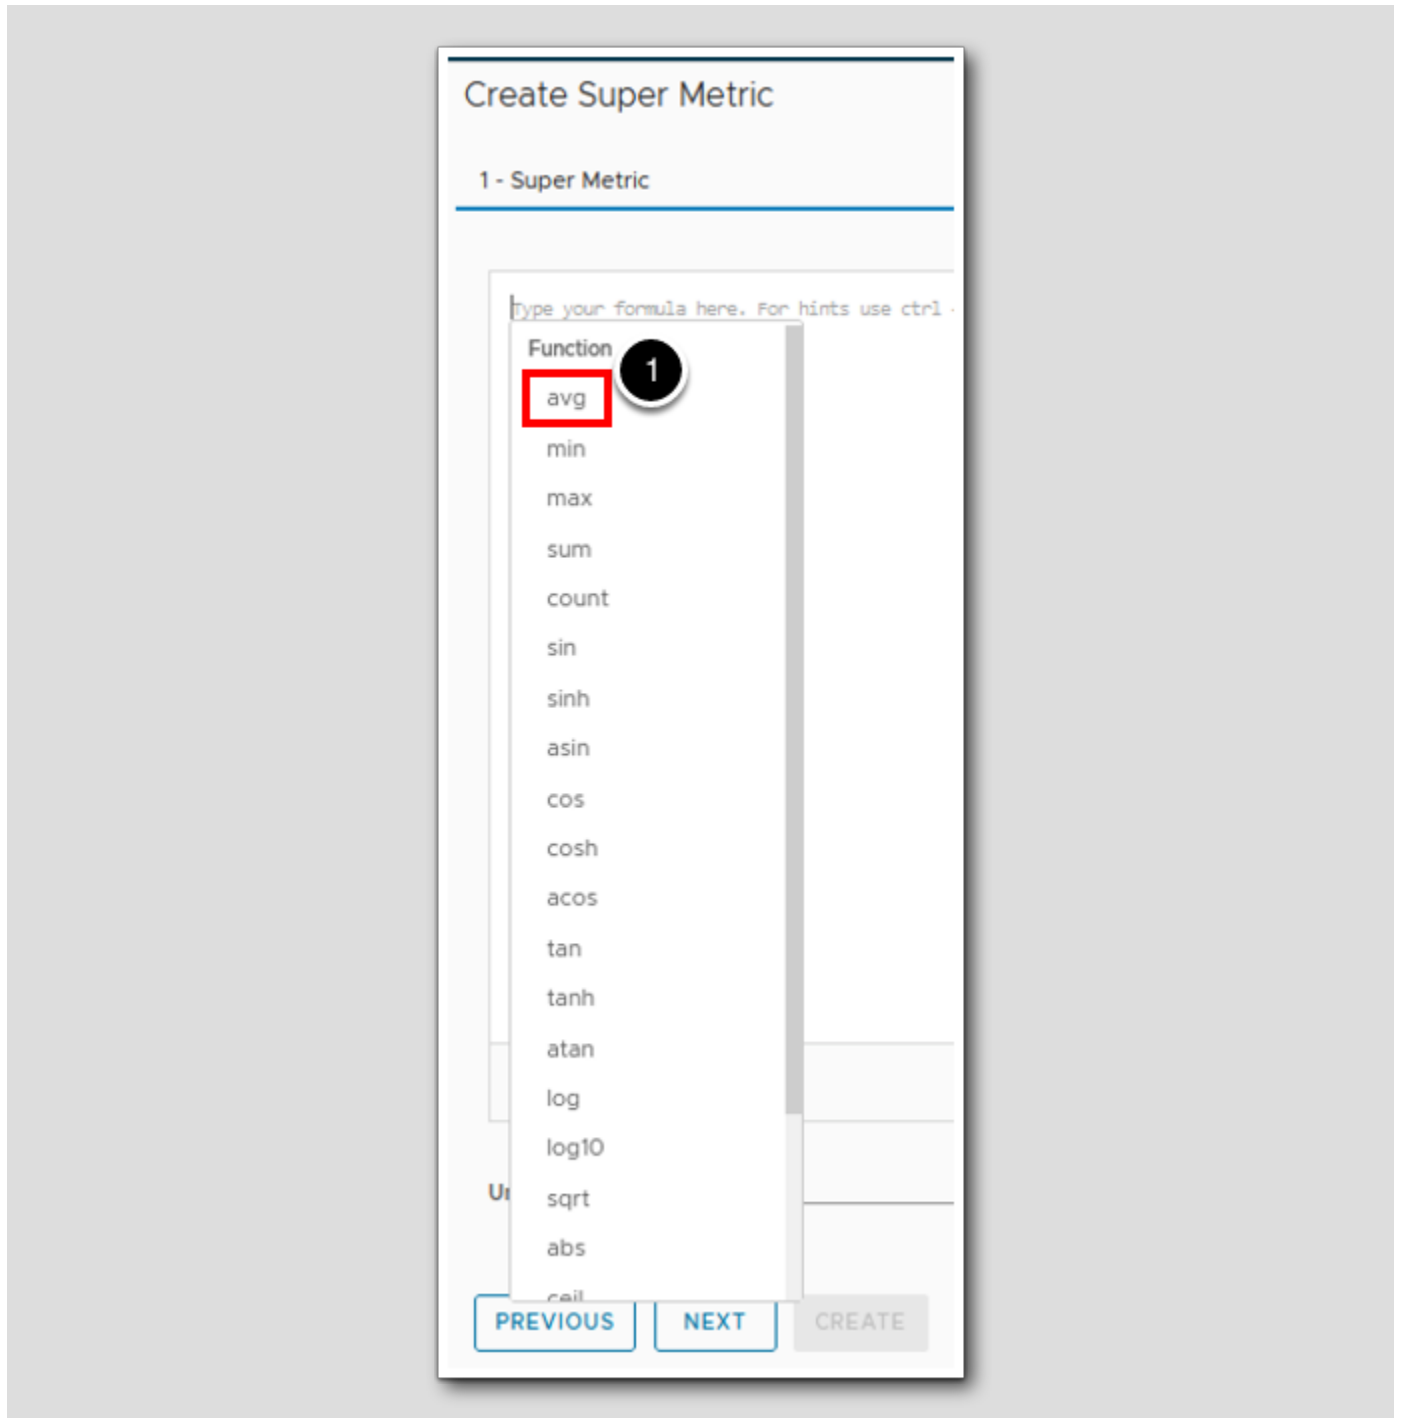 Create Super Metric
1 - Super Metric
Type your formula here. For hints use ctrl
Function
1
avg
min
max
sum
count
sin
sinh
asin
cos
cosh
acos
tan
tanh
atan
log
log10
sqrt
abs
ceil
PREVIOUS
NEXT
CREATE